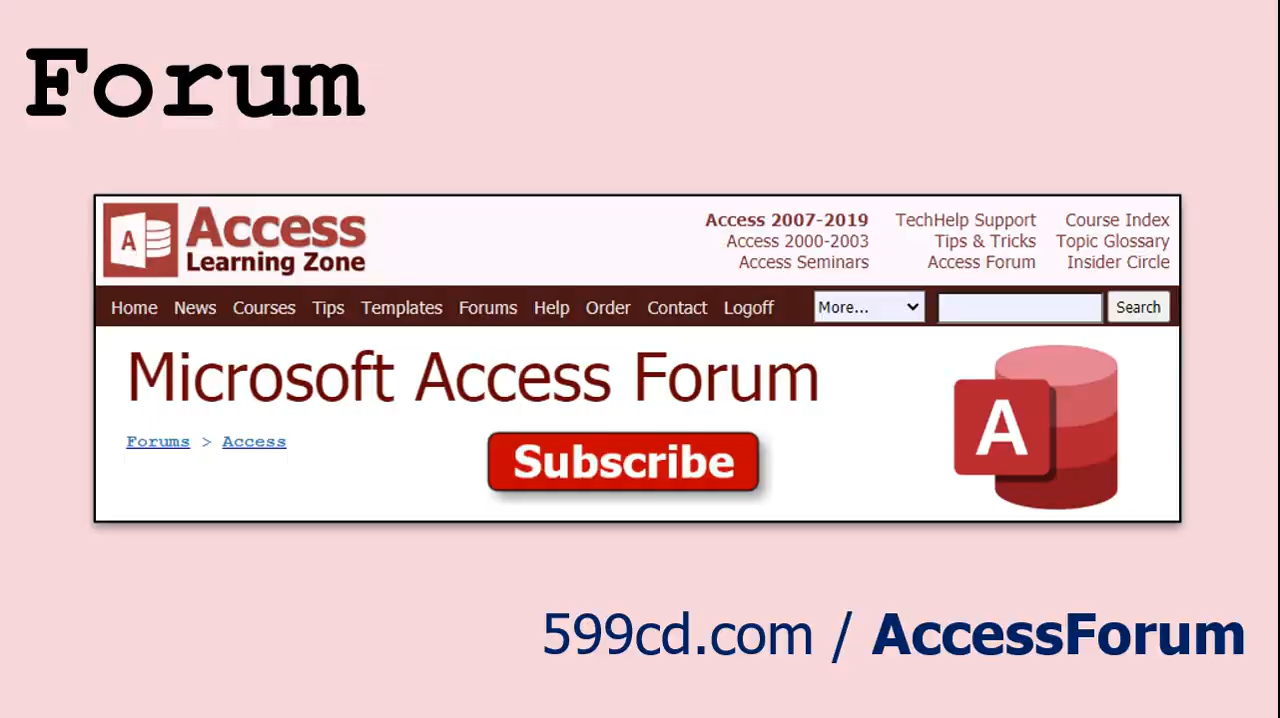 Forum
A
Access
Learning Zone
Access 2007-2019 TechHelp Support Course Index
Access 2000-2003 Tips & Tricks Topic Glossary
Access Seminars Access Forum Insider Circle
Home News Courses Tips Templates Forums Help Order Contact Logoff More... Search
Microsoft Access Forum
Forums > Access
Subscribe
A
599cd.com / AccessForum